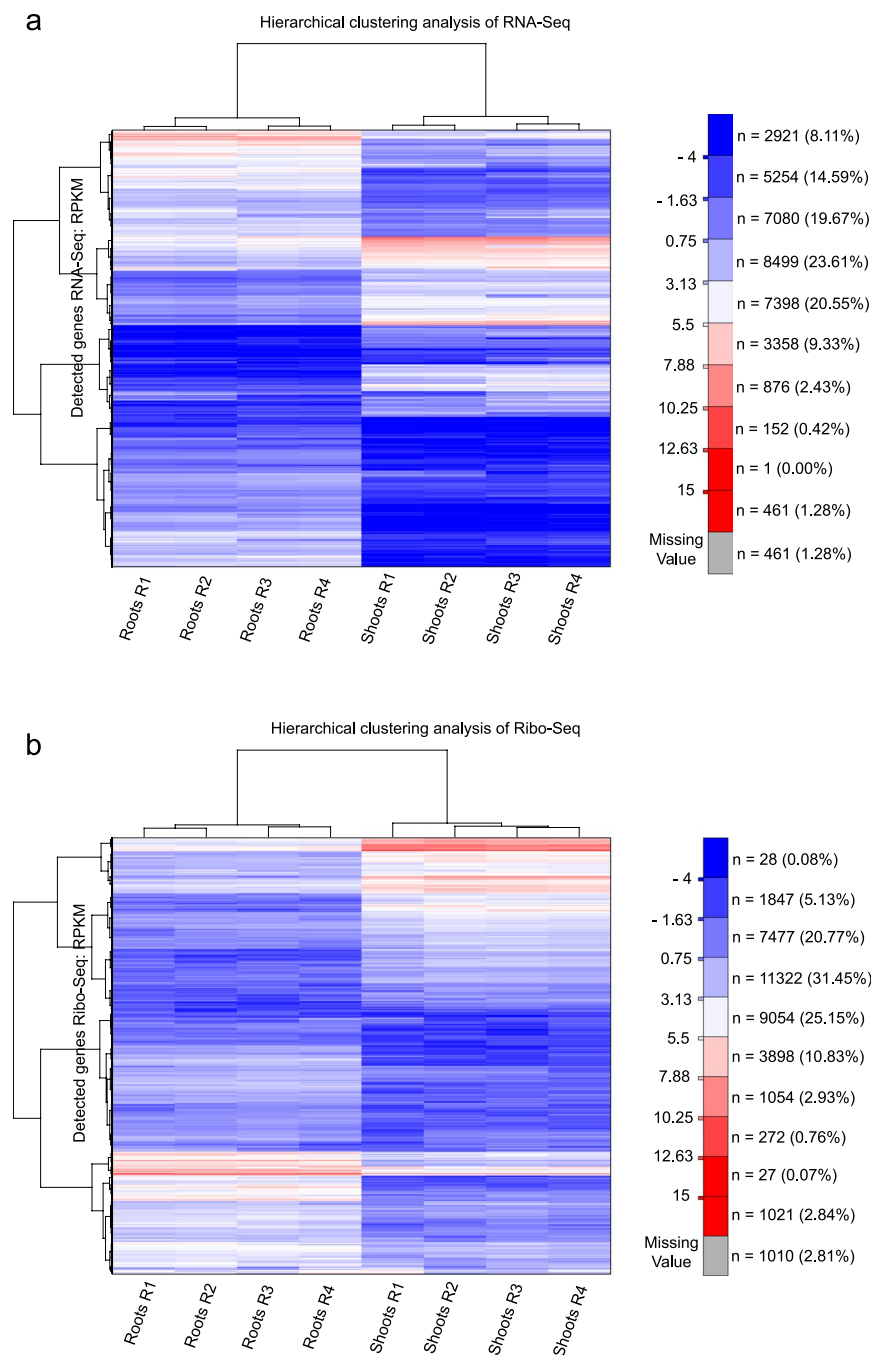 a
Hierarchical clustering analysis of RNA-Seq
Detected genes RNA-Seq: RPKM
n = 2921 (8.11%)
- 4
n = 5254 (14.59%)
- 1.63
n = 7080 (19.67%)
0.75
n = 8499 (23.61%)
3.13
n = 7398 (20.55%)
5.5
n = 3358 (9.33%)
7.88
n = 876 (2.43%)
10.25
n = 152 (0.42%)
12.63
n = 1 (0.00%)
15
n = 461 (1.28%)
Missing
Value
n = 461 (1.28%)
Roots R1
Roots R2
Roots R3
Roots R4
Shoots R1
Shoots R2
Shoots R3
Shoots R4
b
Hierarchical clustering analysis of Ribo-Seq
Detected genes Ribo-Seq: RPKM
n = 28 (0.08%)
- 4
n = 1847 (5.13%)
- 1.63
n = 7477 (20.77%)
0.75
n = 11322 (31.45%)
3.13
n = 9054 (25.15%)
5.5
n = 3898 (10.83%)
7.88
n = 1054 (2.93%)
10.25
n = 272 (0.76%)
12.63
n = 27 (0.07%)
15
n = 1021 (2.84%)
Missing
Value
n = 1010 (2.81%)
Roots R1
Roots R2
Roots R3
Roots R4
Shoots R1
Shoots R2
Shoots R3
Shoots R4